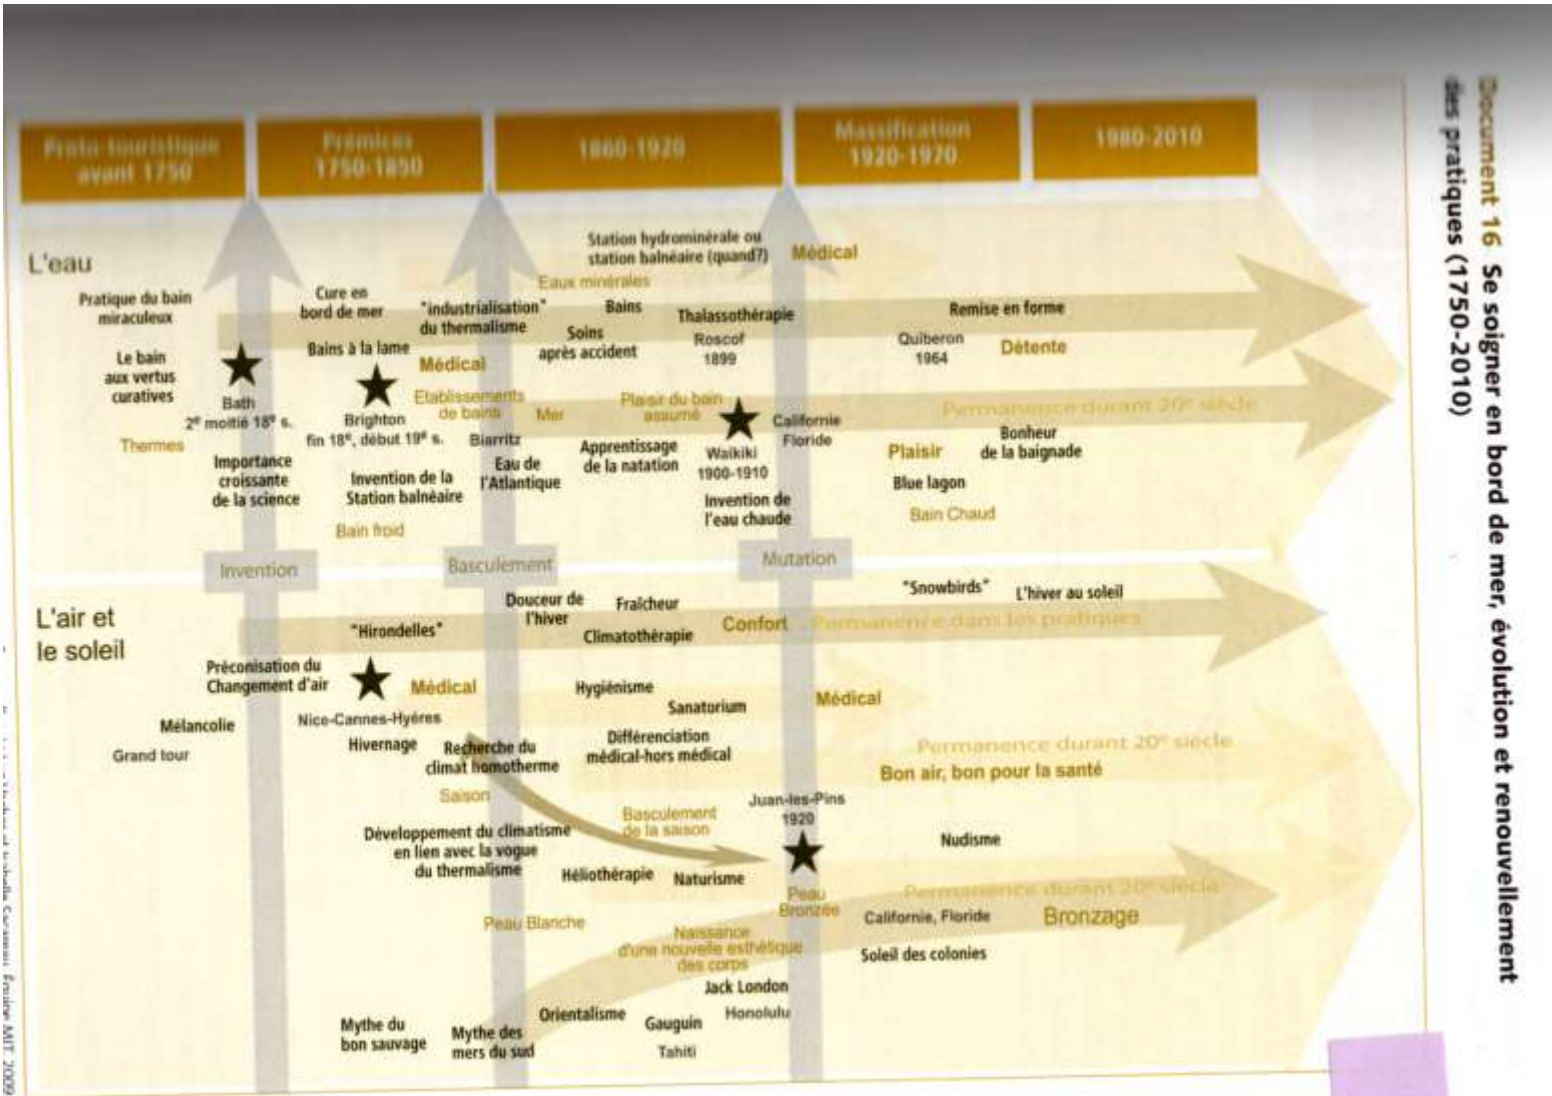 Document 16 Se soigner en bord de mer, évolution et renouvellement
des pratiques (1750-2010)
Proto-touristique
avant 1750
Prémices
1750-1850
1860-1920
Massification
1920-1970
1980-2010
L'eau
Station hydrominérale ou
station balnéaire (quand?)
Médical
Eaux minérales
Pratique du bain
miraculeux
Cure en
bord de mer
"industrialisation"
du thermalisme
Bains
Thalassothérapie
Remise en forme
Soins
après accident
Roscof
1899
Quiberon
1964
Détente
Le bain
aux vertus
curatives
Bains à la lame
Médical
Bath
2e moitié 18e s.
Brighton
fin 18e, début 19e s.
Etablissements
de bains
Mer
Plaisir du bain
assumé
Permanence durant 20e siècle
Thermes
Biarritz
Californie
Floride
Importance
croissante
de la science
Invention de la
Station balnéaire
Eau de
l'Atlantique
Apprentissage
de la natation
Waikiki
1900-1910
Plaisir
Bonheur
de la baignade
Blue lagon
Invention de
l'eau chaude
Bain Chaud
Bain froid
Invention
Basculement
Mutation
L'air et
le soleil
"Hirondelles"
Douceur de
l'hiver
Fraîcheur
Climatothérapie
Confort
Permanence dans les pratiques
"Snowbirds"
L'hiver au soleil
Préconisation du
Changement d'air
Médical
Hygiénisme
Sanatorium
Médical
Mélancolie
Nice-Cannes-Hyéres
Grand tour
Hivernage
Recherche du
climat homotherme
Différenciation
médical-hors médical
Permanence durant 20e siècle
Bon air, bon pour la santé
Saison
Basculement
de la saison
Juan-les-Pins
1920
Développement du climatisme
en lien avec la vogue
du thermalisme
Héliothérapie
Naturisme
Nudisme
Peau
Bronzée
Permanence durant 20e siècle
Peau Blanche
Naissance
d'une nouvelle esthétique
des corps
Californie, Floride
Bronzage
Soleil des colonies
Jack London
Honolulu
Mythe du
bon sauvage
Mythe des
mers du sud
Orientalisme
Gauguin
Tahiti
Équipe MIT, 2009